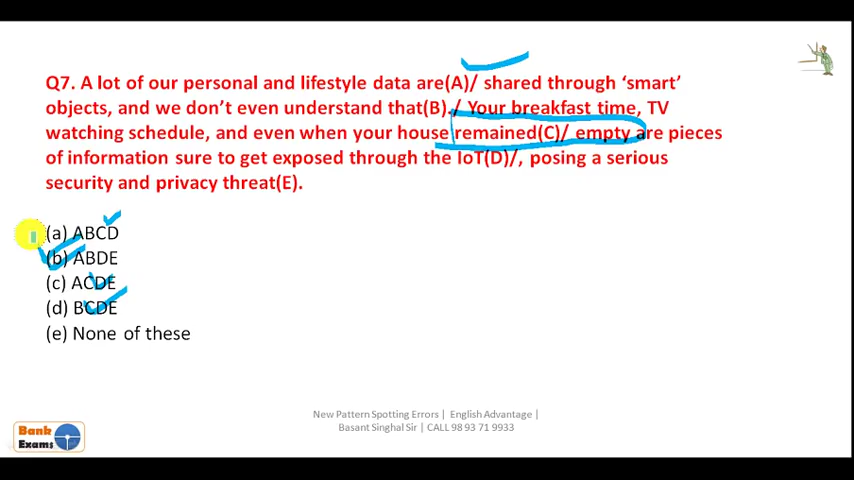 Q7. A lot of our personal and lifestyle data are(A)/ shared through ‘smart’
objects, and we don’t even understand that(B)./ Your breakfast time, TV
watching schedule, and even when your house remained(C)/ empty are pieces
of information sure to get exposed through the IoT(D)/, posing a serious
security and privacy threat(E).
(a) ABCD
(b) ABDE
(c) ACDE
(d) BCDE
(e) None of these
New Pattern Spotting Errors | English Advantage |
Basant Singhal Sir | CALL 98 93 71 9933
Bank
Exams